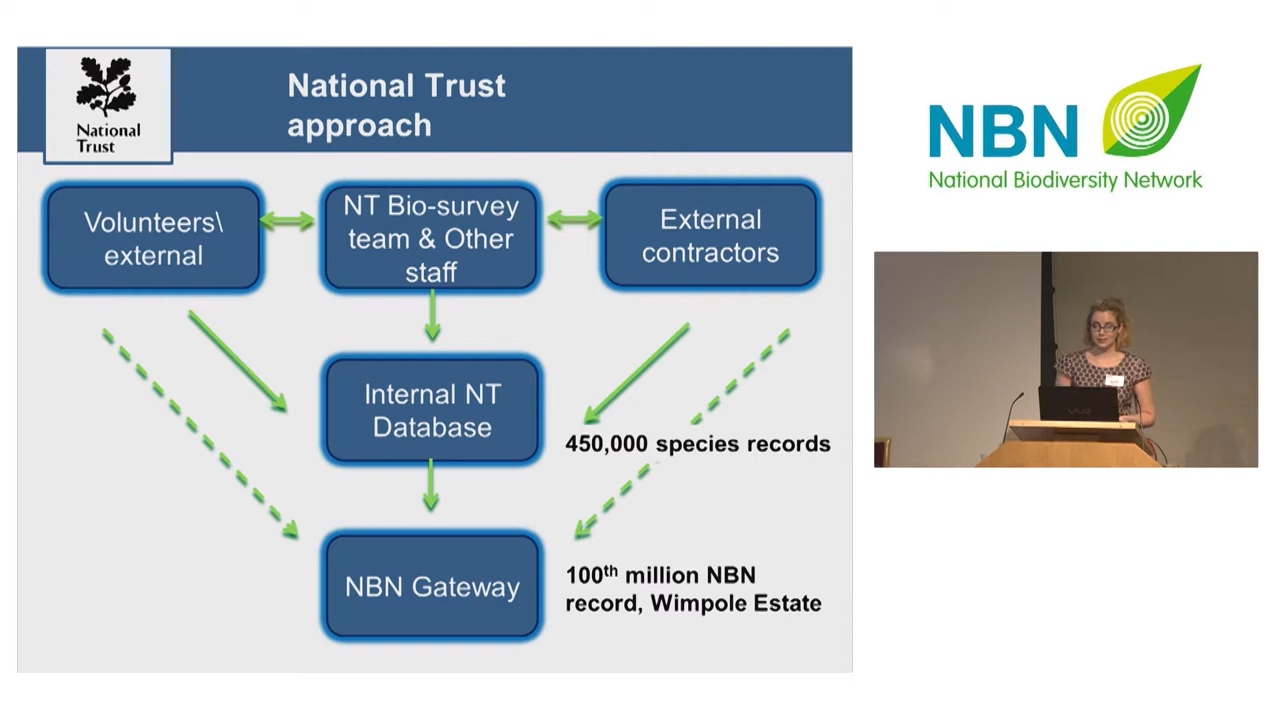 National Trust
approach
National
Trust
Volunteers\
external
NT Bio-survey
team & Other
staff
External
contractors
Internal NT
Database
450,000 species records
NBN Gateway
100th million NBN
record, Wimpole Estate
NBN
National Biodiversity Network
VAIO